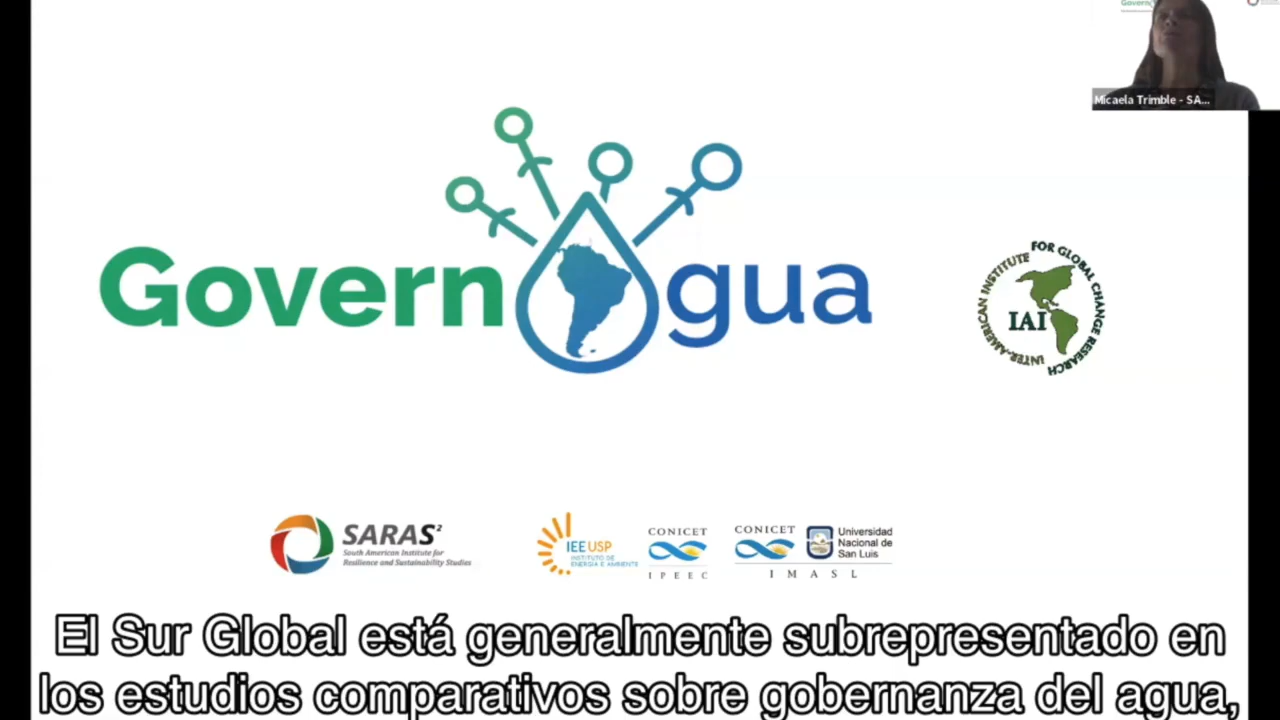 Govern
Micaela Trimble - SA...
GovernAgua
INTER-AMERICAN INSTITUTE FOR GLOBAL CHANGE RESEARCH
IAI
SARAS²
South American Institute for
Resilience and Sustainability Studies
IEE USP
INSTITUTO DE
ENERGIA E AMBIENTE
CONICET
I P E E C
CONICET
Universidad
Nacional de
San Luis
I M A S L
El Sur Global está generalmente subrepresentado en
los estudios comparativos sobre gobernanza del agua,